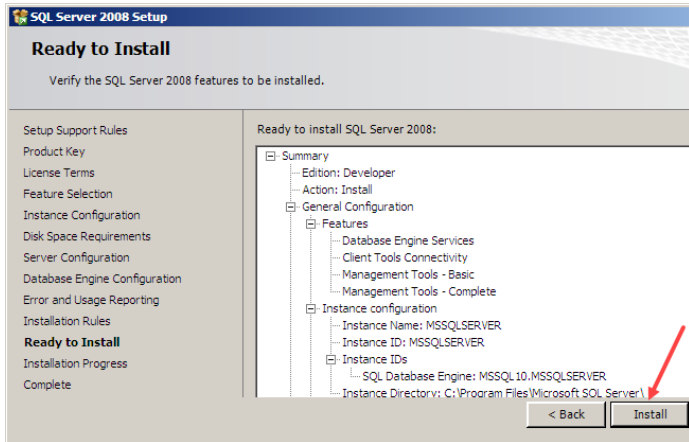 SQL Server 2008 Setup
Ready to Install
Verify the SQL Server 2008 features to be installed.
Setup Support Rules
Product Key
License Terms
Feature Selection
Instance Configuration
Disk Space Requirements
Server Configuration
Database Engine Configuration
Error and Usage Reporting
Installation Rules
Ready to Install
Installation Progress
Complete
Ready to install SQL Server 2008:
Summary
Edition: Developer
Action: Install
General Configuration
Features
Database Engine Services
Client Tools Connectivity
Management Tools - Basic
Management Tools - Complete
Instance configuration
Instance Name: MSSQLSERVER
Instance ID: MSSQLSERVER
Instance IDs
SQL Database Engine: MSSQL10.MSSQLSERVER
Instance Directory: C:\Program Files\Microsoft SQL Server\
< Back
Install